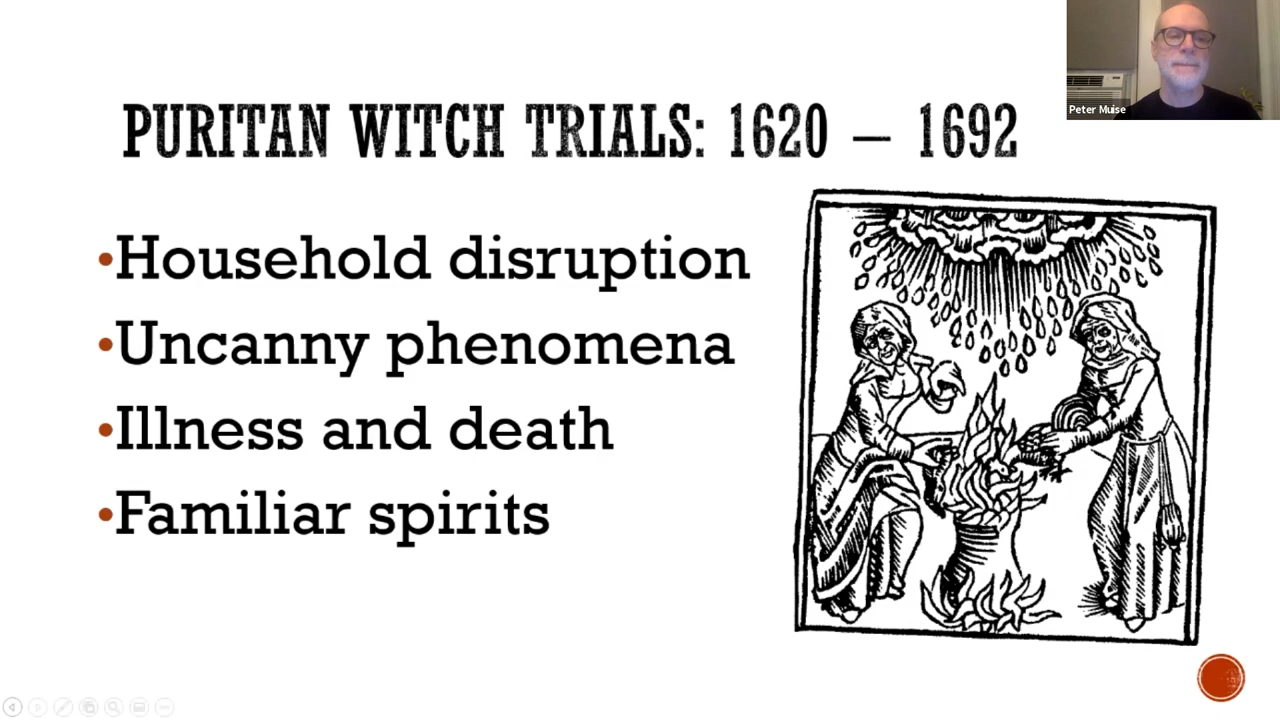 Peter Muise
PURITAN WITCH TRIALS: 1620 – 1692
•Household disruption
•Uncanny phenomena
•Illness and death
•Familiar spirits